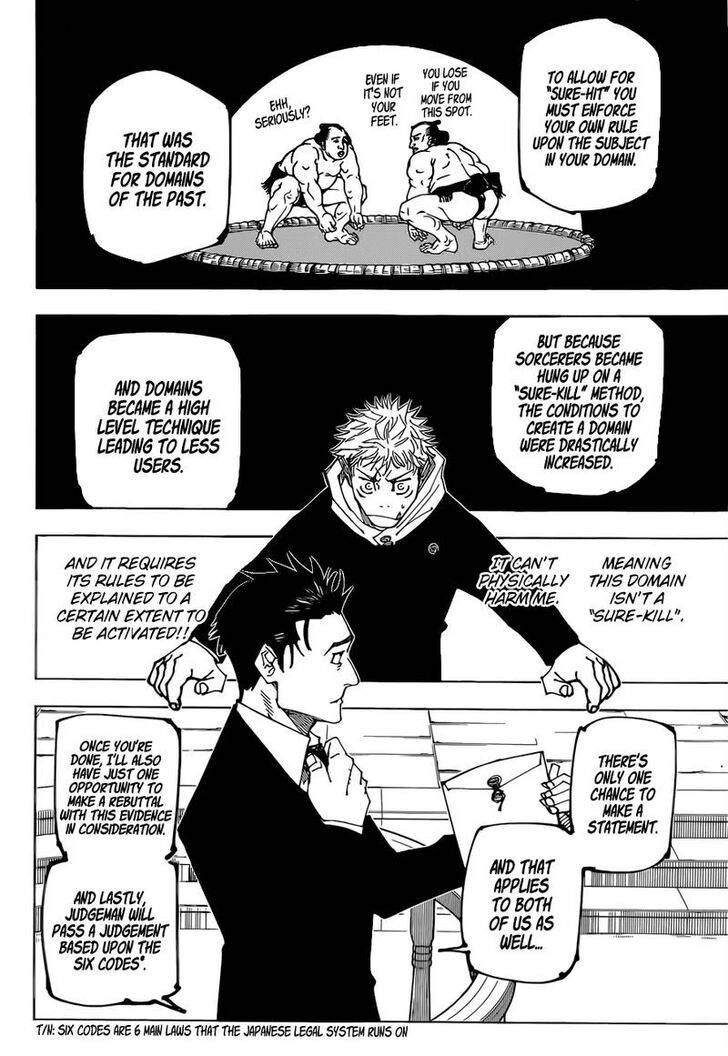 TO ALLOW FOR
"SURE-HIT" YOU
MUST ENFORCE
YOUR OWN RULE
UPON THE SUBJECT
IN YOUR DOMAIN.
YOU LOSE
IF YOU
MOVE FROM
THIS SPOT.
EVEN IF
IT'S NOT
YOUR
FEET.
EHH,
SERIOUSLY?
THAT WAS
THE STANDARD
FOR DOMAINS
OF THE PAST.
BUT BECAUSE
SORCERERS BECAME
HUNG UP ON A
"SURE-KILL" METHOD,
THE CONDITIONS TO
CREATE A DOMAIN
WERE DRASTICALLY
INCREASED.
AND DOMAINS
BECAME A HIGH
LEVEL TECHNIQUE
LEADING TO LESS
USERS.
MEANING
THIS DOMAIN
ISN'T A
"SURE-KILL".
IT CAN'T
PHYSICALLY
HARM ME.
AND IT REQUIRES
ITS RULES TO BE
EXPLAINED TO A
CERTAIN EXTENT TO
BE ACTIVATED!!
THERE'S
ONLY ONE
CHANCE TO
MAKE A
STATEMENT.
AND THAT
APPLIES
TO BOTH
OF US AS
WELL...
ONCE YOU'RE
DONE, I'LL ALSO
HAVE JUST ONE
OPPORTUNITY TO
MAKE A REBUTTAL
WITH THIS EVIDENCE
IN CONSIDERATION.
AND LASTLY,
JUDGEMAN WILL
PASS A JUDGEMENT
BASED UPON THE
SIX CODES*.
T/N: SIX CODES ARE 6 MAIN LAWS THAT THE JAPANESE LEGAL SYSTEM RUNS ON